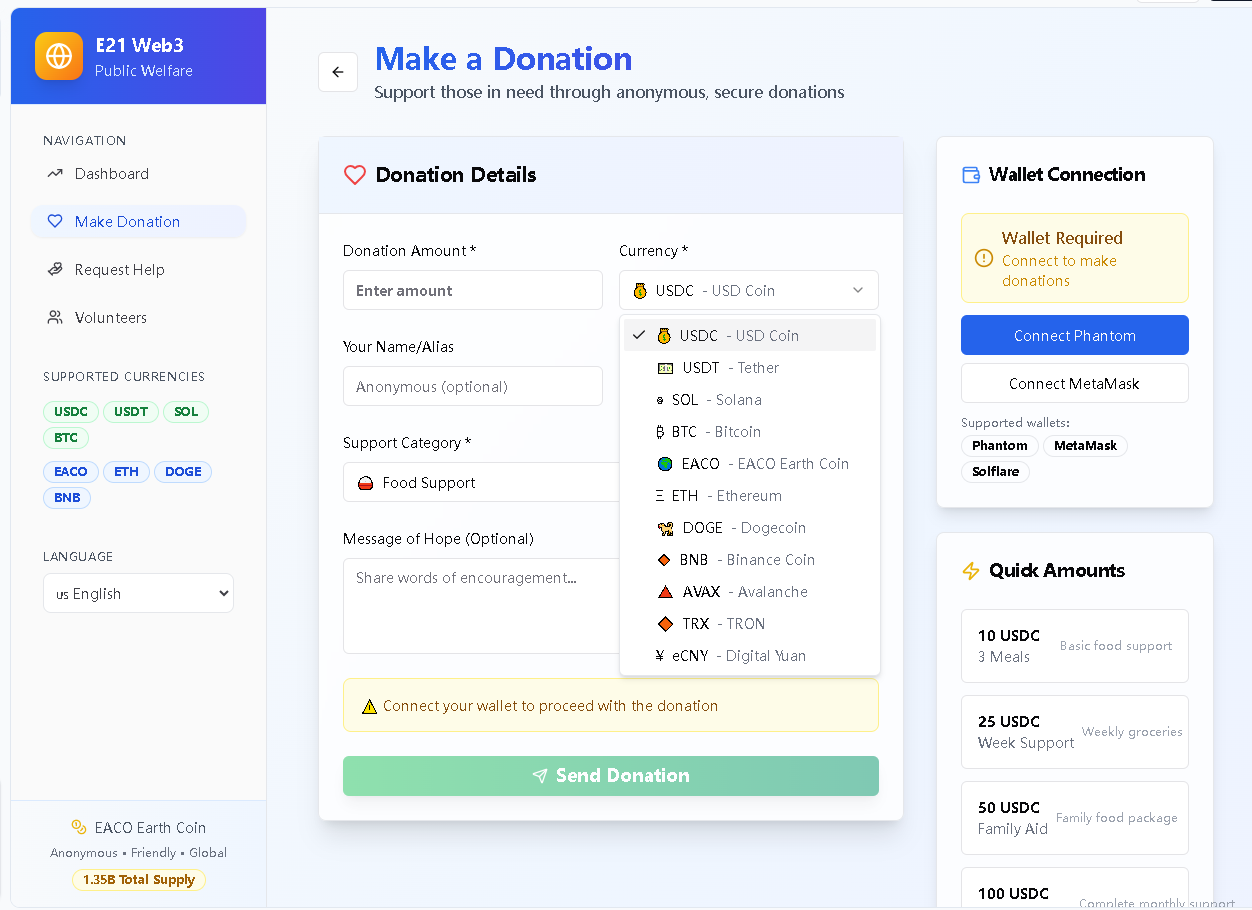 E21 Web3
Public Welfare
NAVIGATION
Dashboard
Make Donation
Request Help
Volunteers
SUPPORTED CURRENCIES
USDC USDT SOL
BTC
EACO ETH DOGE
BNB
LANGUAGE
us English
EACO Earth Coin
Anonymous • Friendly • Global
1.35B Total Supply
Make a Donation
Support those in need through anonymous, secure donations
Donation Details
Donation Amount *
Enter amount
Currency *
USDC - USD Coin
USDC - USD Coin
USDT - Tether
SOL - Solana
₿ BTC - Bitcoin
EACO - EACO Earth Coin
Ξ ETH - Ethereum
DOGE - Dogecoin
BNB - Binance Coin
AVAX - Avalanche
TRX - TRON
¥ eCNY - Digital Yuan
Your Name/Alias
Anonymous (optional)
Support Category *
Food Support
Message of Hope (Optional)
Share words of encouragement...
Connect your wallet to proceed with the donation
Send Donation
Wallet Connection
Wallet Required
Connect to make
donations
Connect Phantom
Connect MetaMask
Supported wallets:
Phantom MetaMask
Solflare
Quick Amounts
10 USDC
3 Meals
Basic food support
25 USDC
Week Support
Weekly groceries
50 USDC
Family Aid
Family food package
100 USDC
Complete monthly support